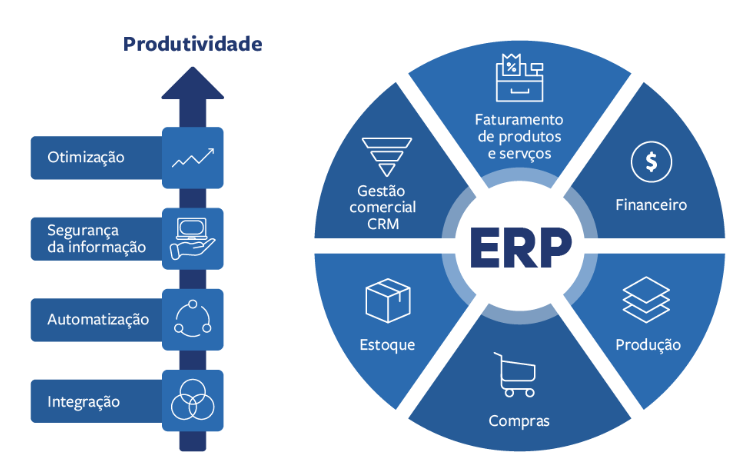 Produtividade
Otimização
Segurança
da informação
Automatização
Integração
Faturamento
de produtos
e servços
%
Gestão
comercial
CRM
$
Financeiro
ERP
Estoque
Produção
Compras